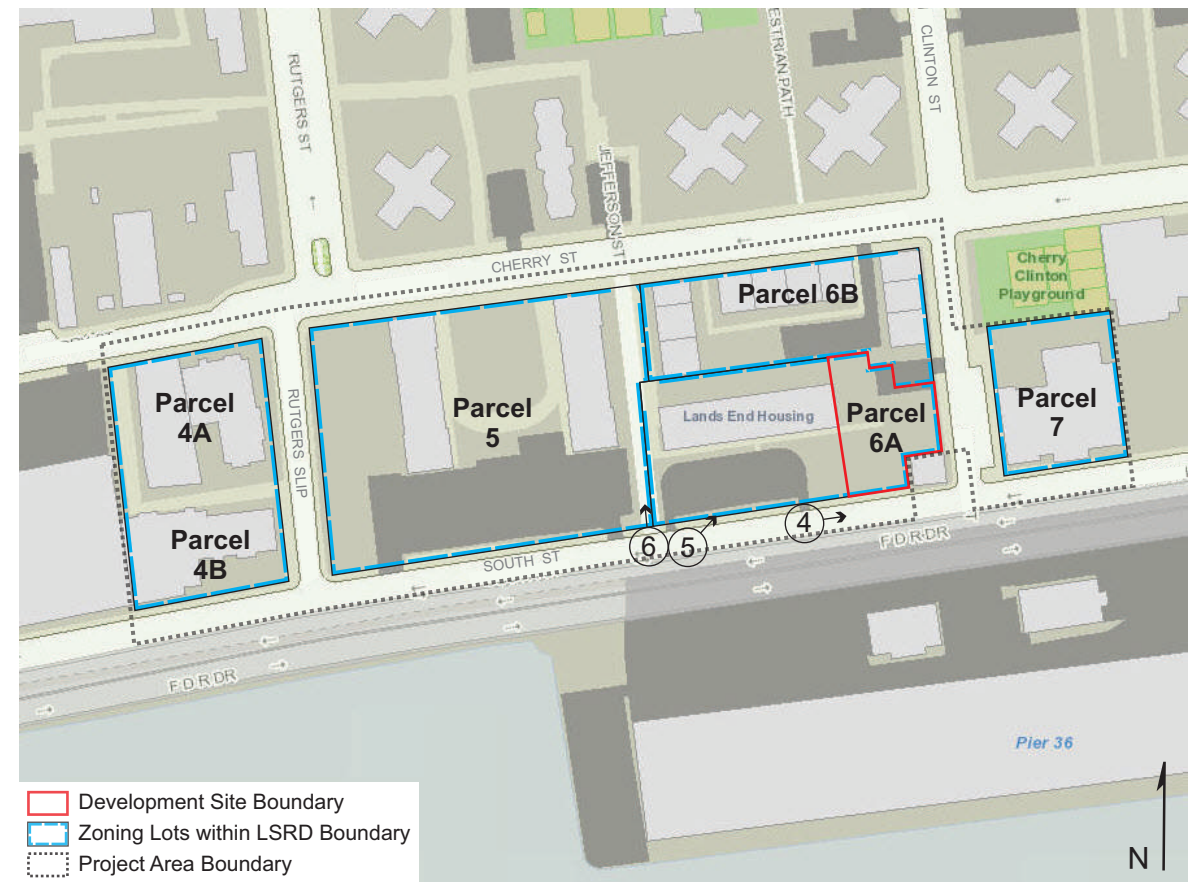 RUTGERS ST
JEFFERSON ST
ESTRIAN PATH
CLINTON ST
CHERRY ST
Cherry
Clinton
Playground
Parcel 6B
Parcel
4A
Parcel
5
Lands End Housing
Parcel
6A
Parcel
7
RUTGERS SLIP
Parcel
4B
6
5
4
SOUTH ST
F D R DR
F D R DR
Pier 36
Development Site Boundary
Zoning Lots within LSRD Boundary
Project Area Boundary
N